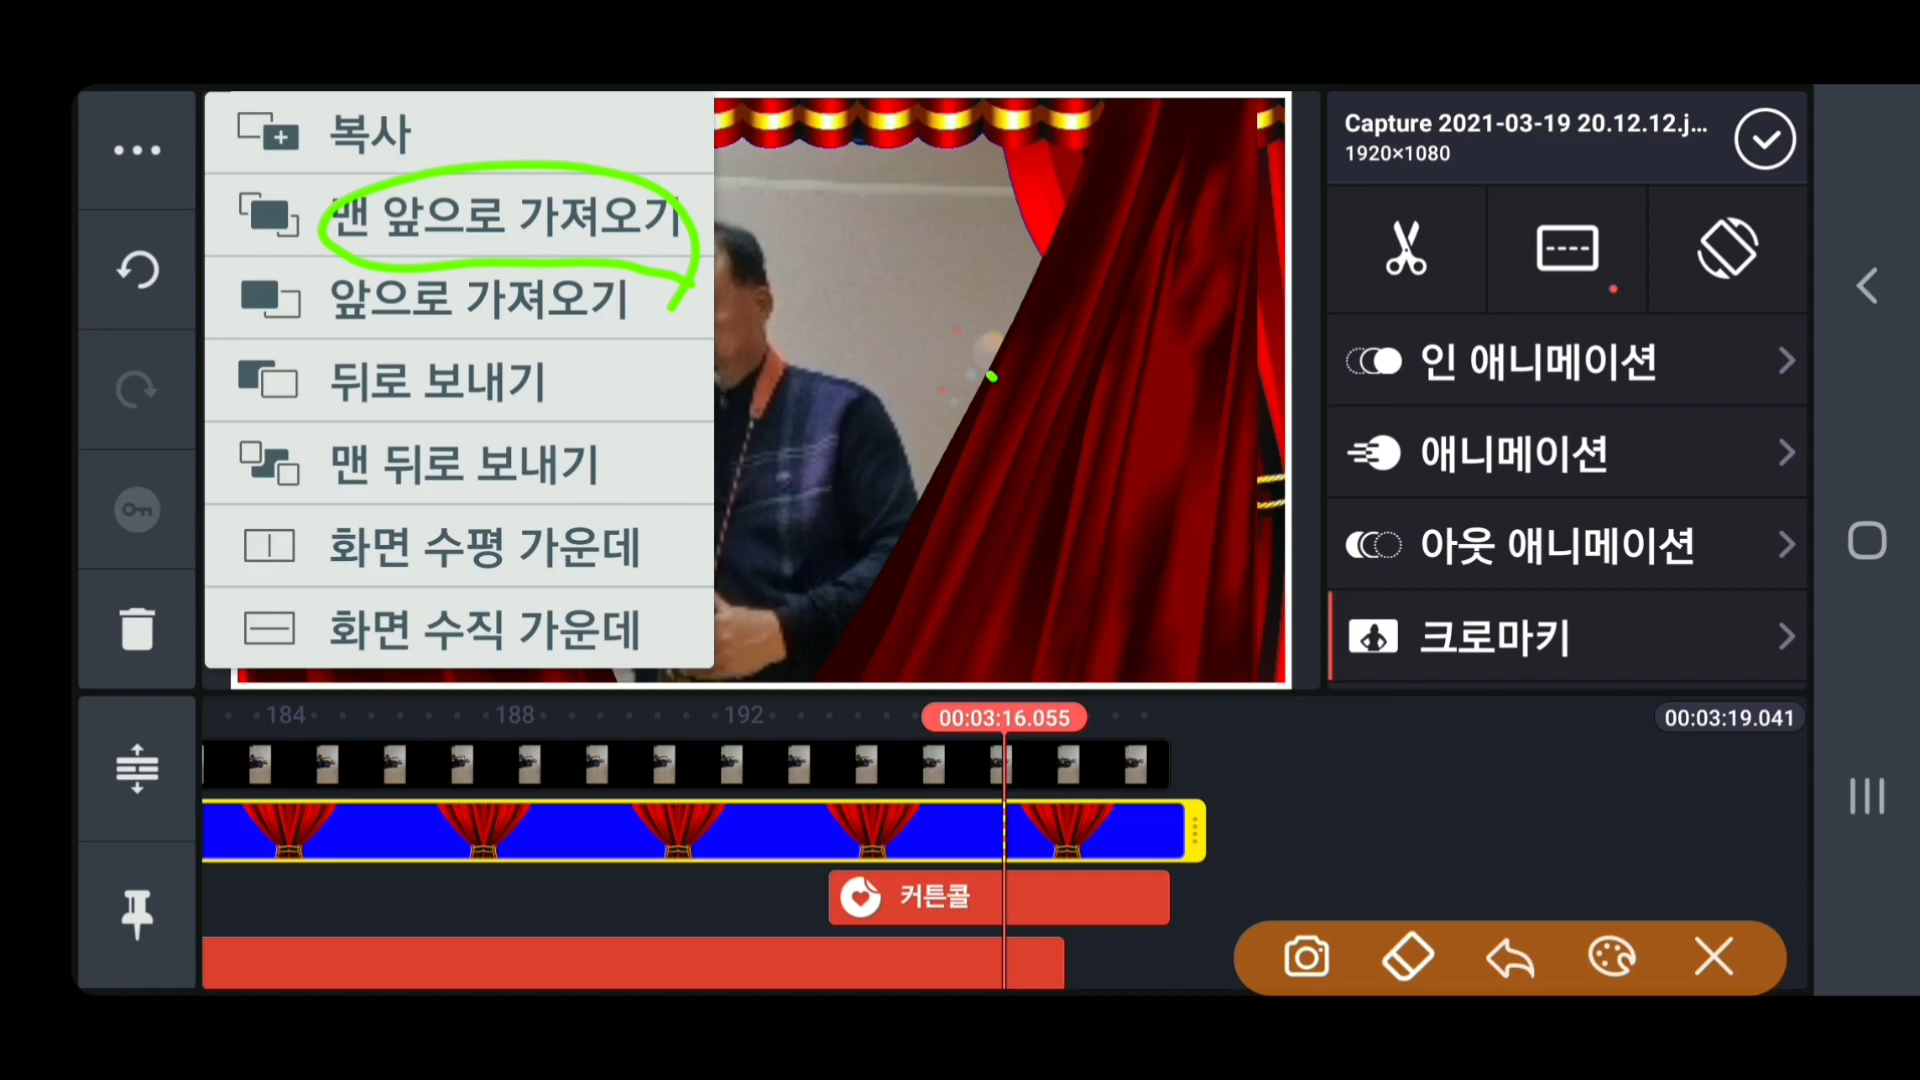 복사
맨 앞으로 가져오기
앞으로 가져오기
뒤로 보내기
맨 뒤로 보내기
화면 수평 가운데
화면 수직 가운데
Capture 2021-03-19 20.12.12.j...
1920×1080
인 애니메이션
애니메이션
아웃 애니메이션
크로마키
184
188
192
00:03:16.055
00:03:19.041
커튼콜